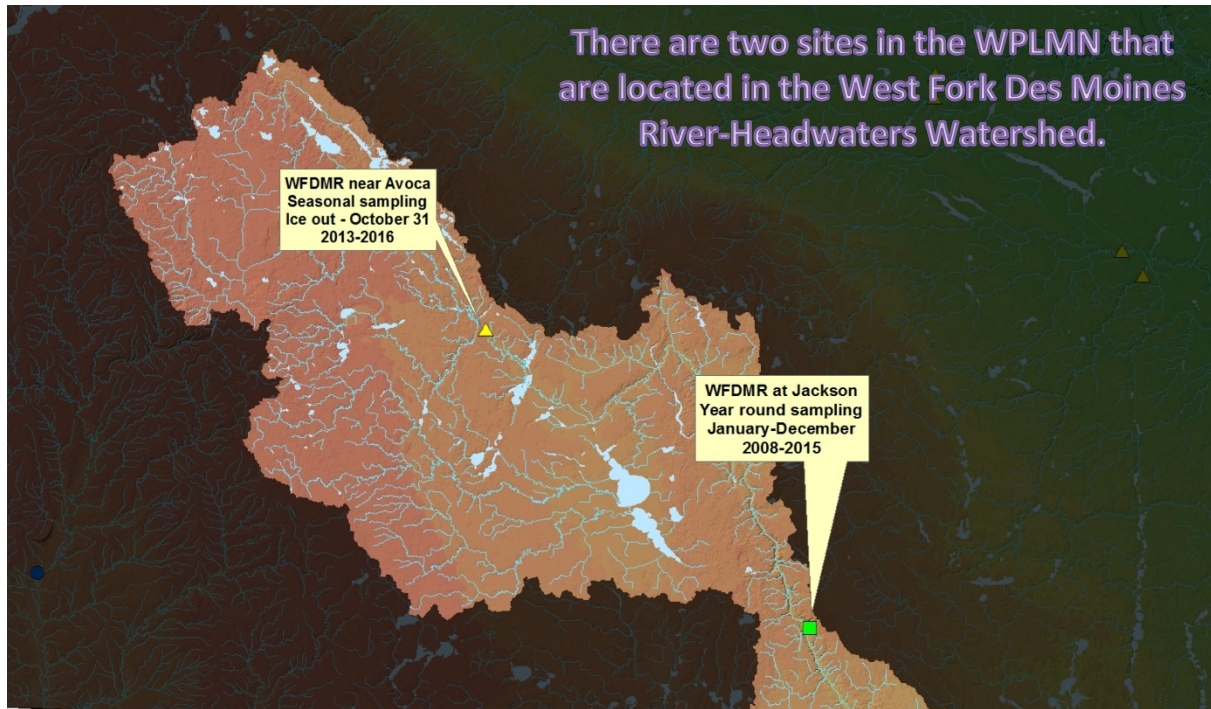 There are two sites in the WPLMN that
are located in the West Fork Des Moines
River-Headwaters Watershed.
WFDMR near Avoca
Seasonal sampling
Ice out - October 31
2013-2016
WFDMR at Jackson
Year round sampling
January-December
2008-2015